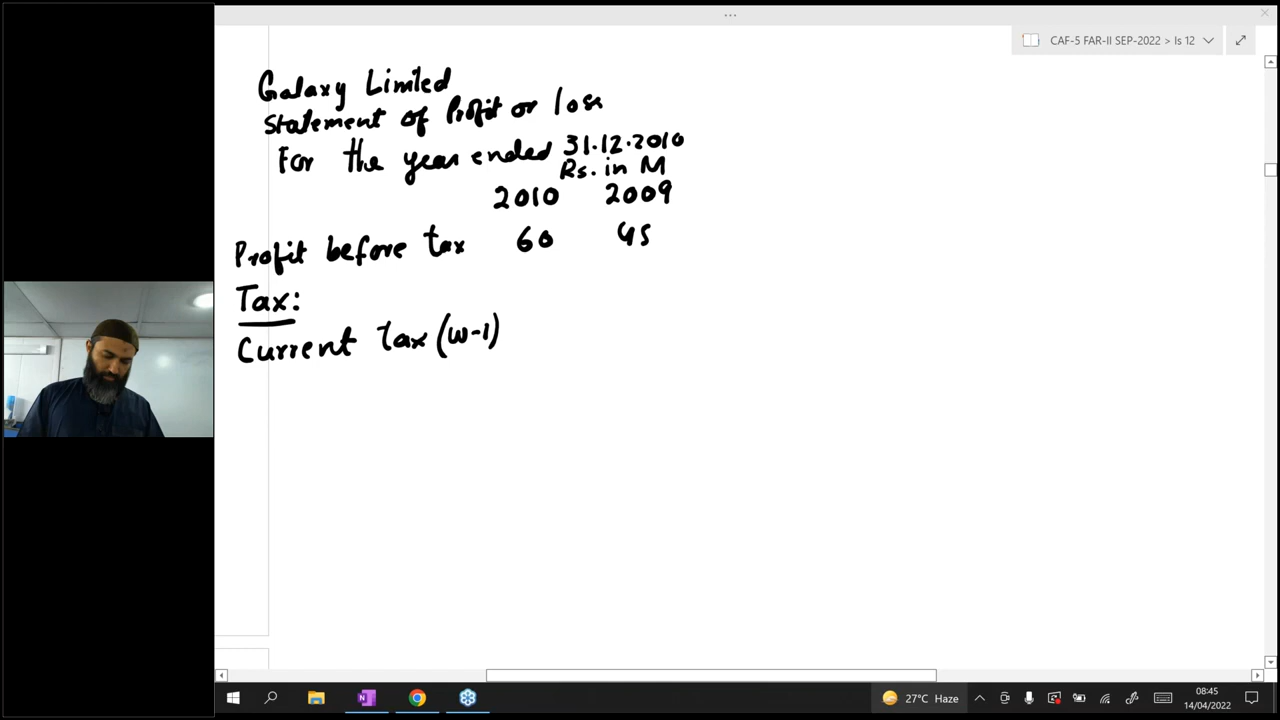 ...
CAF-5 FAR-II SEP-2022 > Is 12
Galaxy Limited
Statement of Profit or loss
For the year ended 31.12.2010
Rs. in M
2010 2009
Profit before tax 60 45
Tax:
Current tax (W-1)
27°C Haze
08:45
14/04/2022